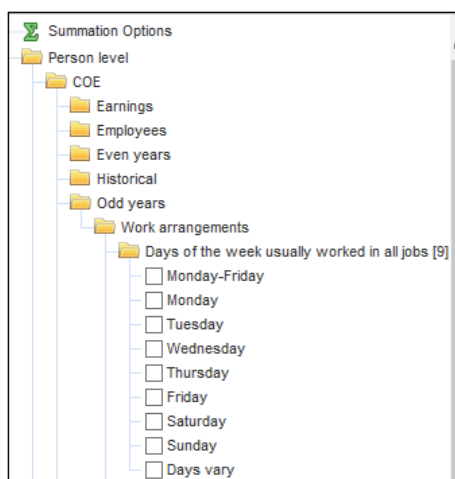 Summation Options
Person level
COE
Earnings
Employees
Even years
Historical
Odd years
Work arrangements
Days of the week usually worked in all jobs [9]
Monday-Friday
Monday
Tuesday
Wednesday
Thursday
Friday
Saturday
Sunday
Days vary